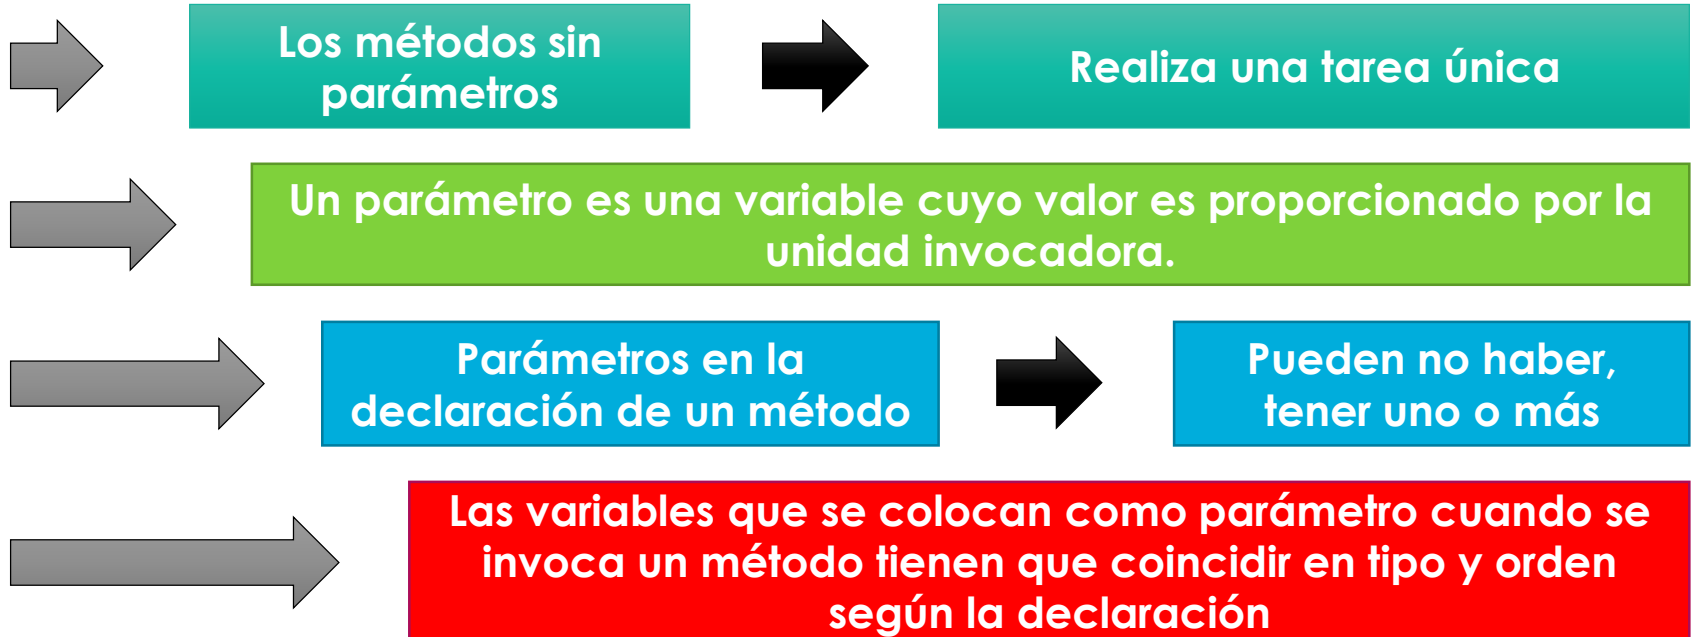 Los métodos sin
parámetros
Realiza una tarea única
Un parámetro es una variable cuyo valor es proporcionado por la
unidad invocadora.
Parámetros en la
declaración de un método
Pueden no haber,
tener uno o más
Las variables que se colocan como parámetro cuando se
invoca un método tienen que coincidir en tipo y orden
según la declaración